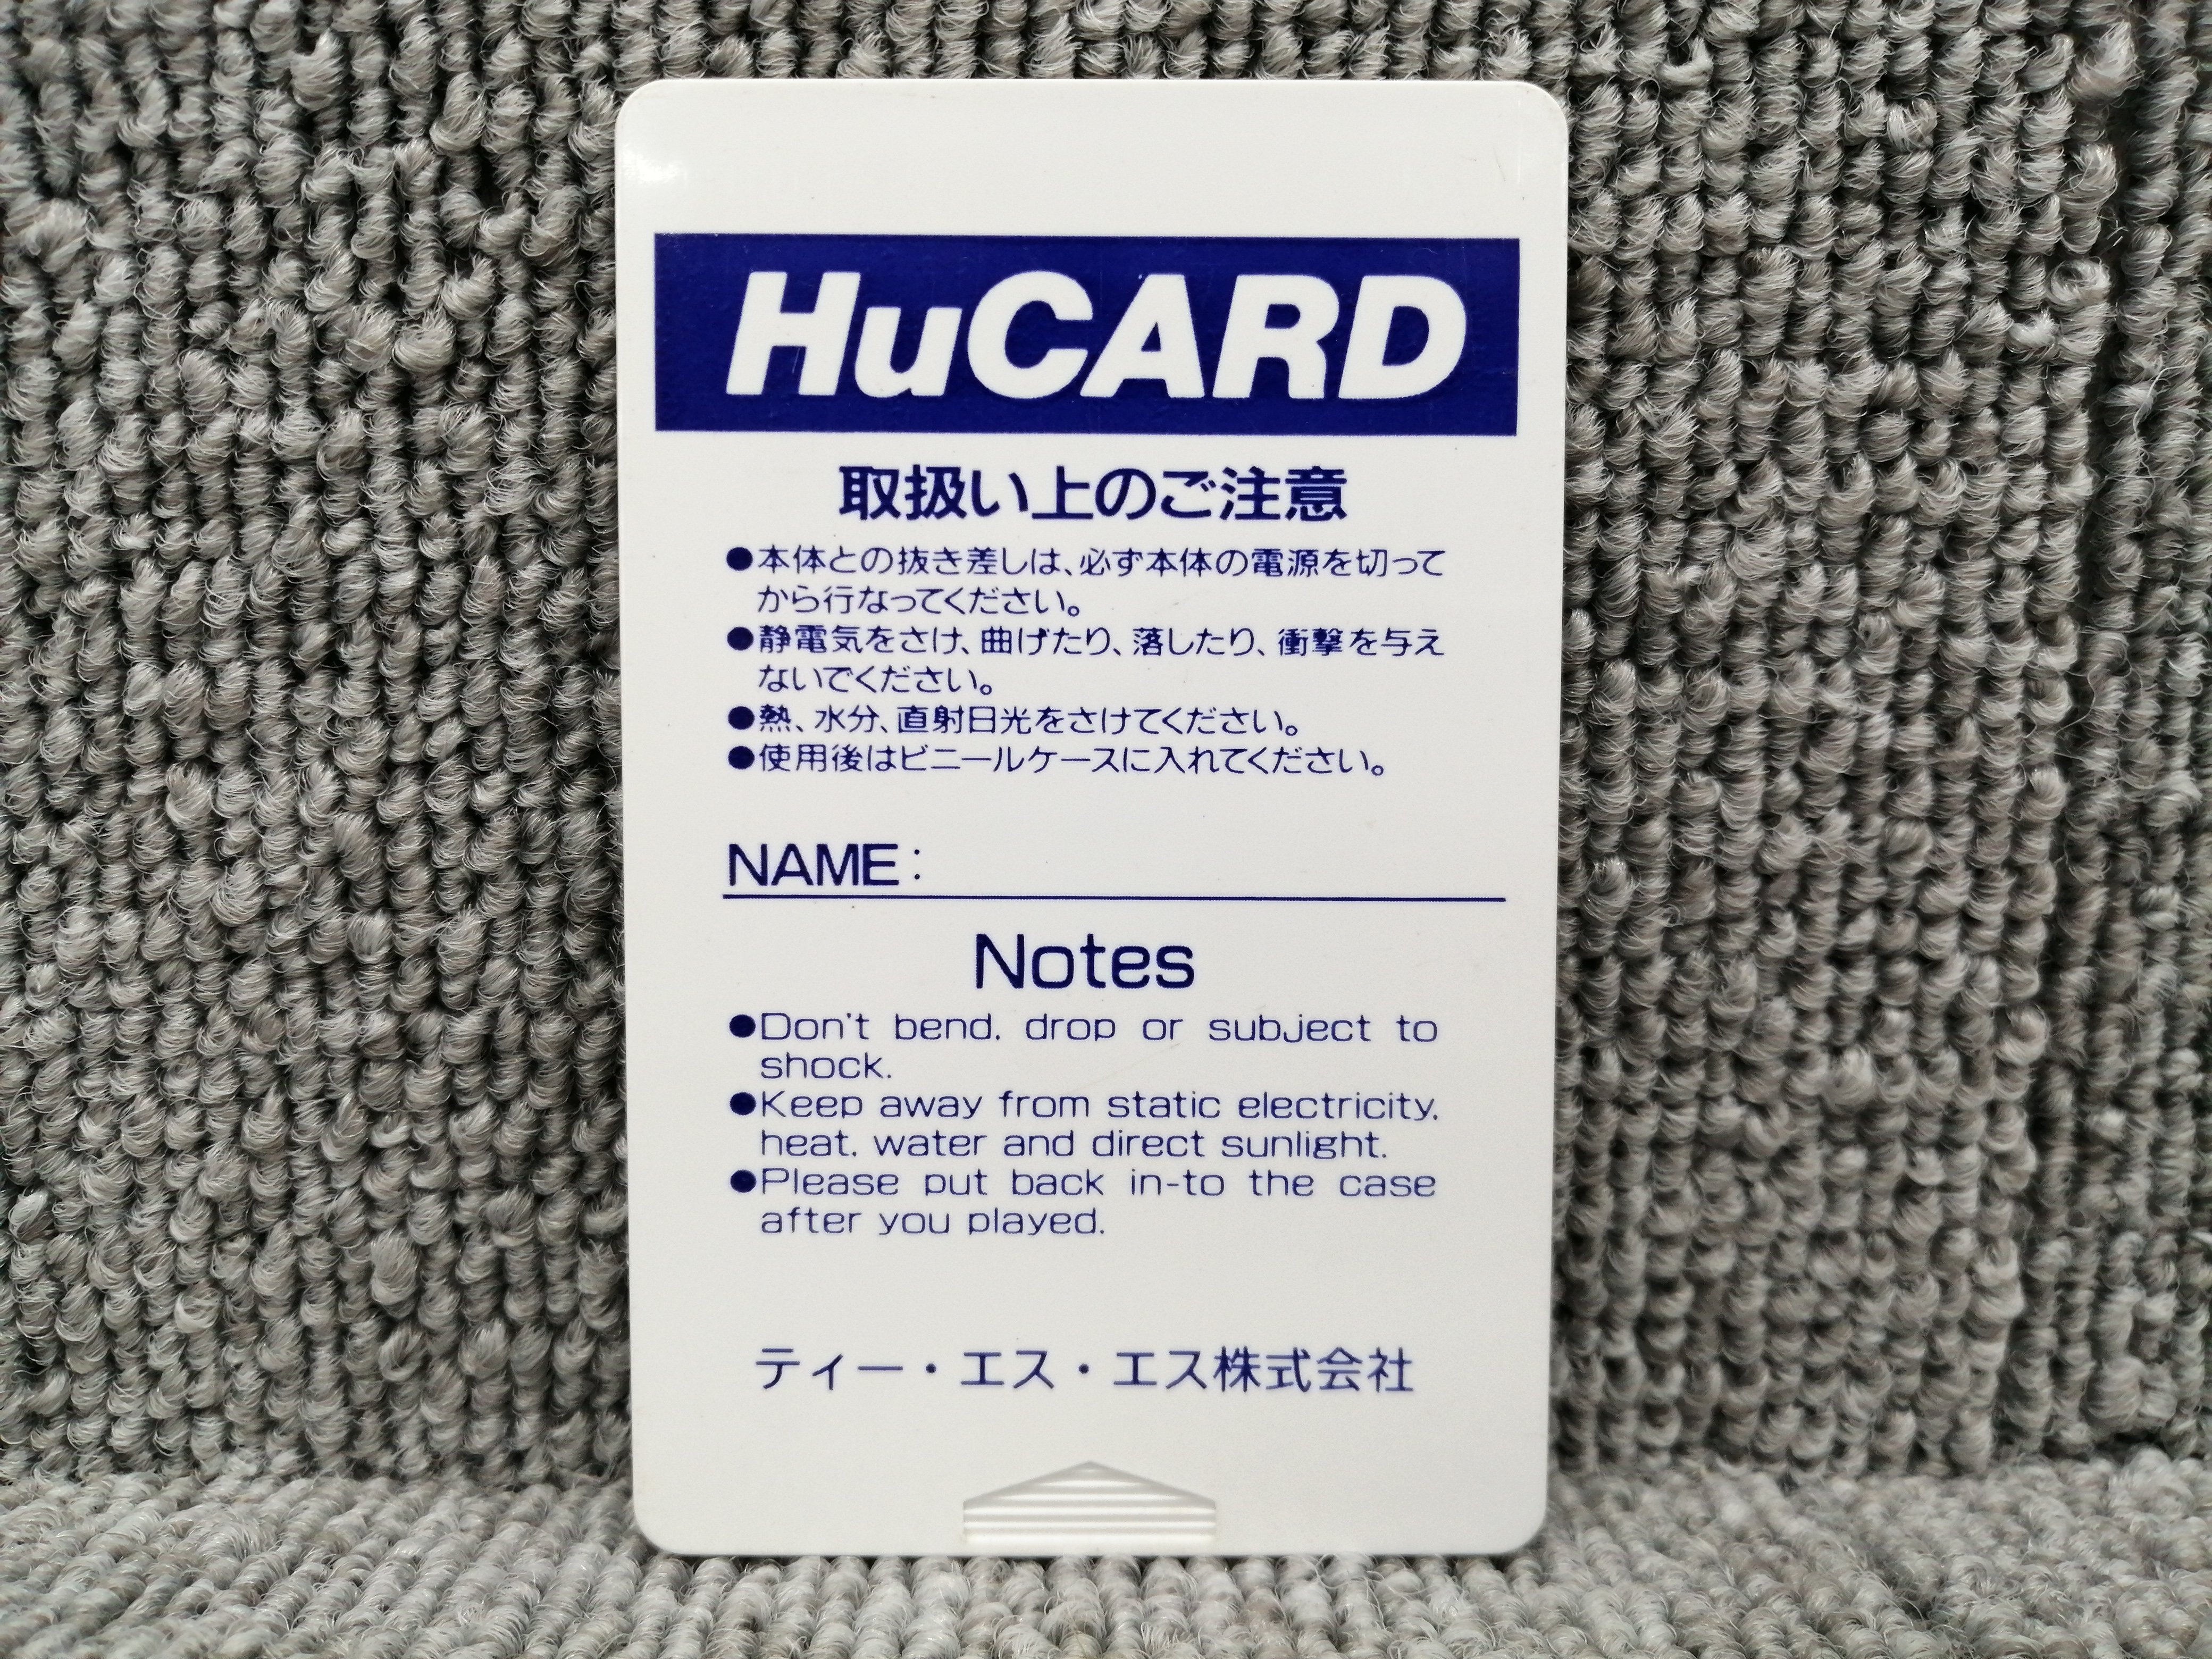 HuCARD
取扱い上のご注意
●本体との抜き差しは、必ず本体の電源を切って
から行なってください。
●静電気をさけ、曲げたり、落したり、衝撃を与え
ないでください。
●熱、水分、直射日光をさけてください。
●使用後はビニールケースに入れてください。
NAME:
Notes
●Don't bend, drop or subject to
shock.
●Keep away from static electricity,
heat, water and direct sunlight.
●Please put back in-to the case
after you played.
ティー・エス・エス株式会社